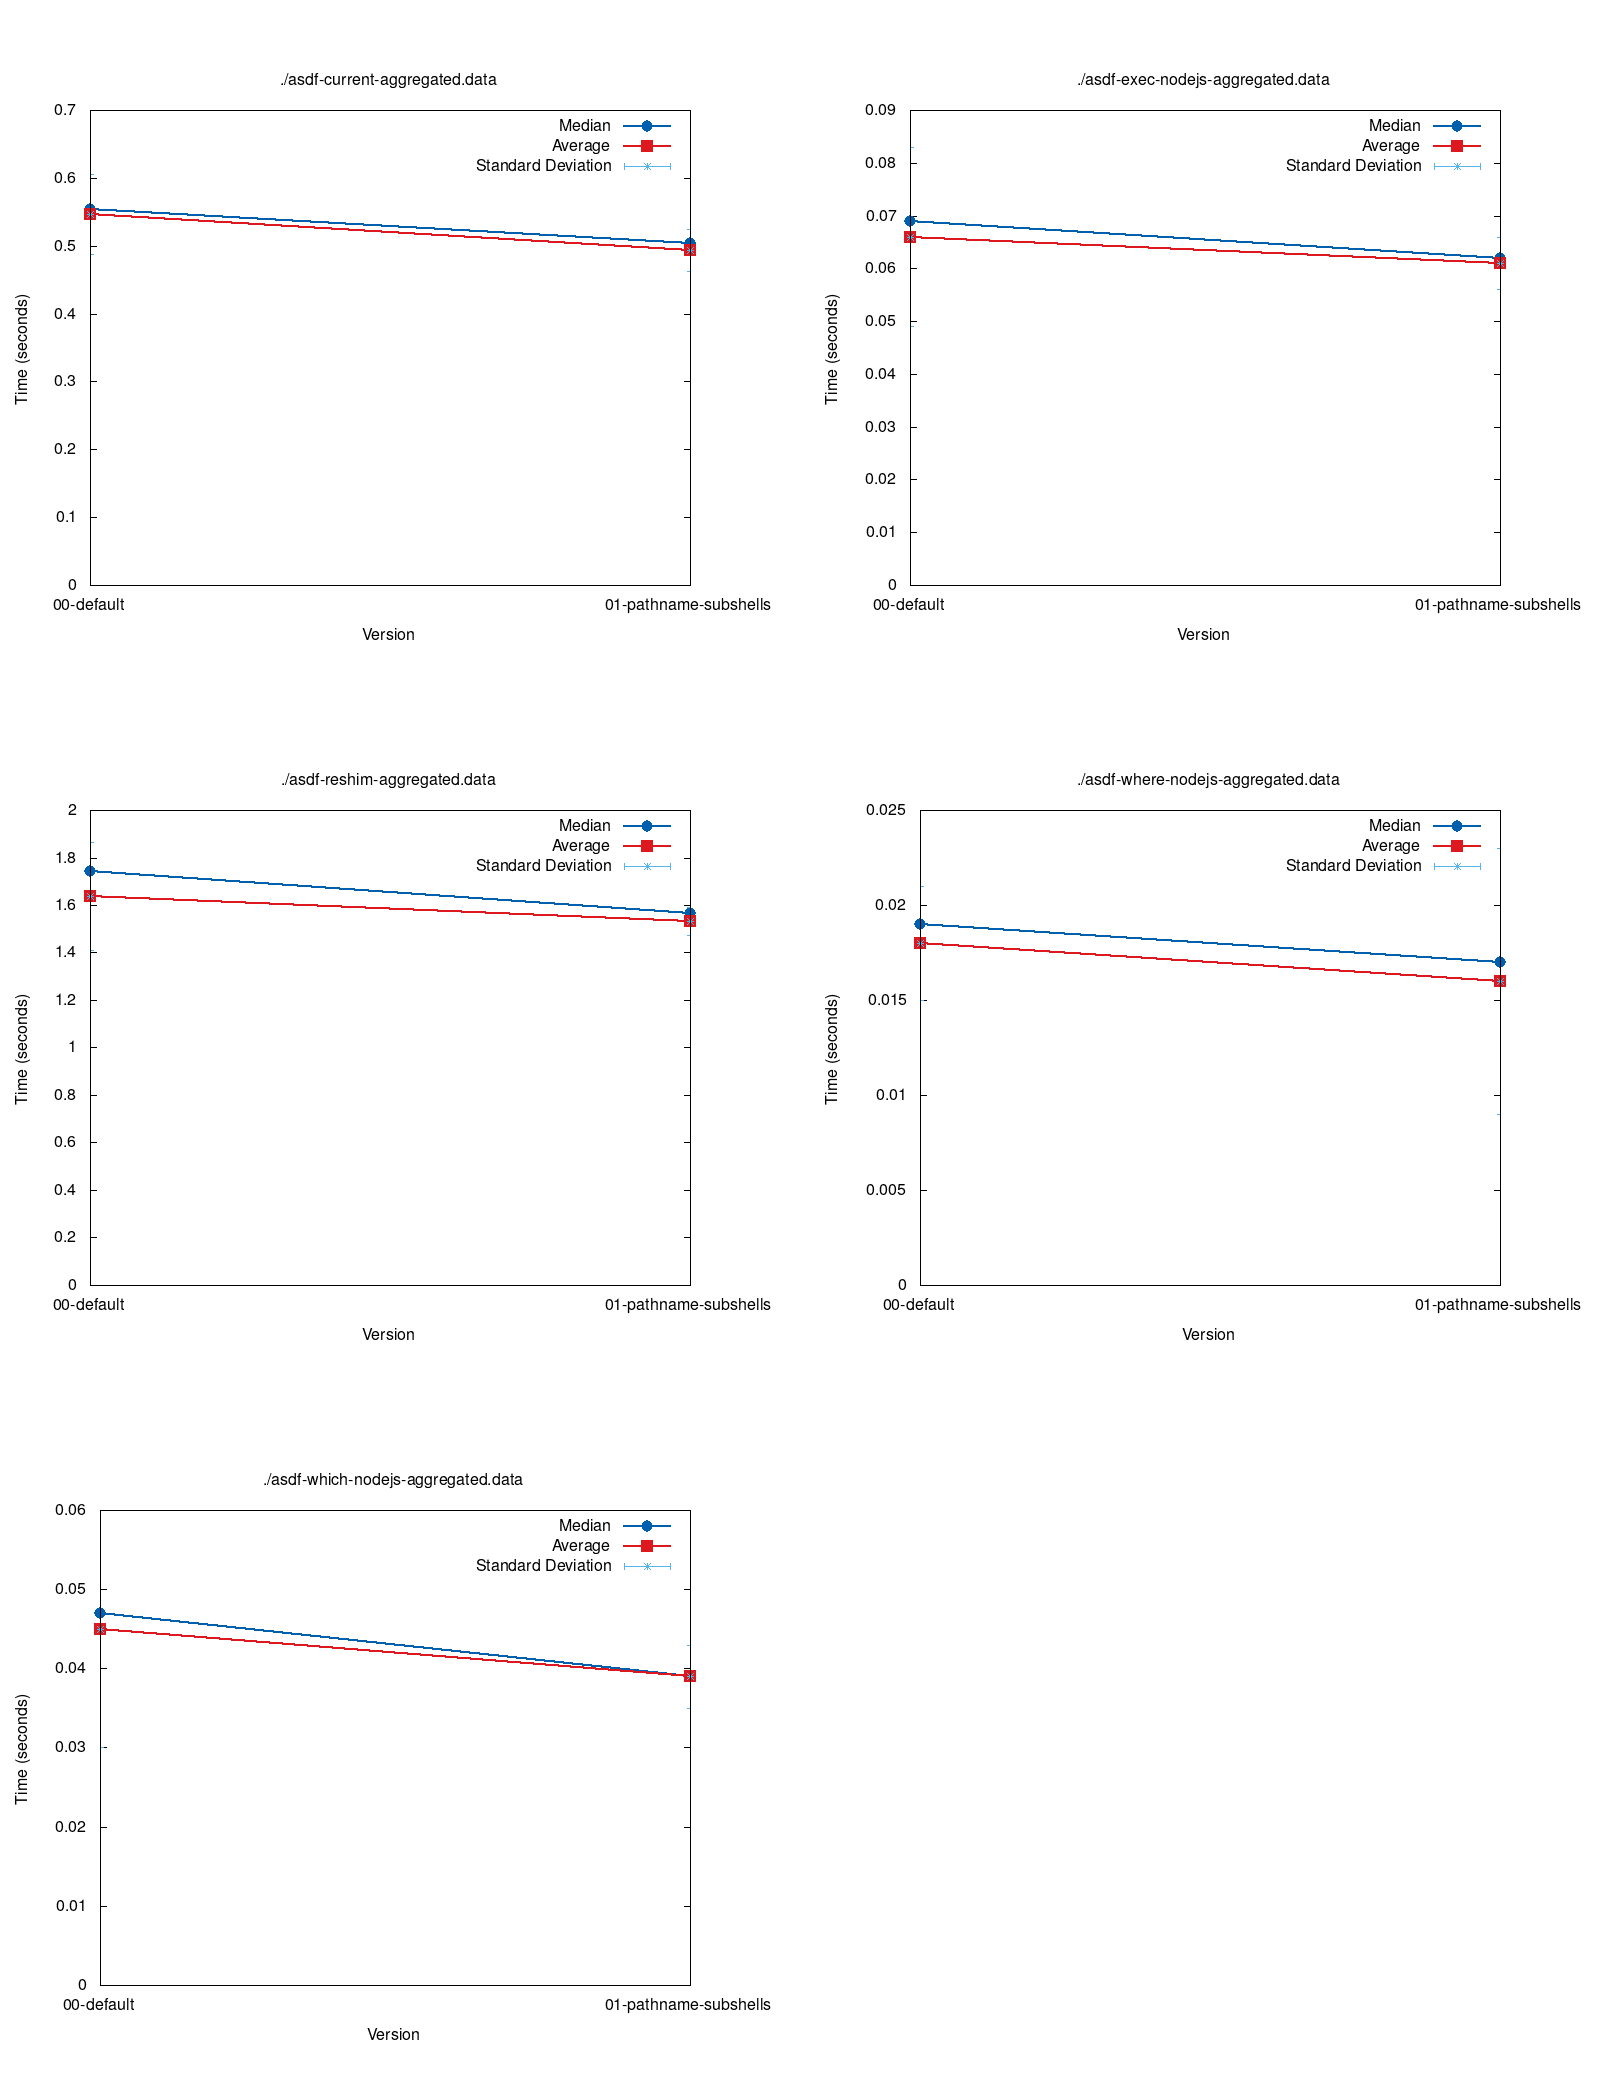 ./asdf-current-aggregated.data
0.7
0.6
0.5
0.4
0.3
0.2
0.1
0
Time (seconds)
Median
Average
Standard Deviation
00-default
01-pathname-subshells
Version
./asdf-exec-nodejs-aggregated.data
0.09
0.08
0.07
0.06
0.05
0.04
0.03
0.02
0.01
0
Time (seconds)
Median
Average
Standard Deviation
00-default
01-pathname-subshells
Version
./asdf-reshim-aggregated.data
2
1.8
1.6
1.4
1.2
1
0.8
0.6
0.4
0.2
0
Time (seconds)
Median
Average
Standard Deviation
00-default
01-pathname-subshells
Version
./asdf-where-nodejs-aggregated.data
0.025
0.02
0.015
0.01
0.005
0
Time (seconds)
Median
Average
Standard Deviation
00-default
01-pathname-subshells
Version
./asdf-which-nodejs-aggregated.data
0.06
0.05
0.04
0.03
0.02
0.01
0
Time (seconds)
Median
Average
Standard Deviation
00-default
01-pathname-subshells
Version